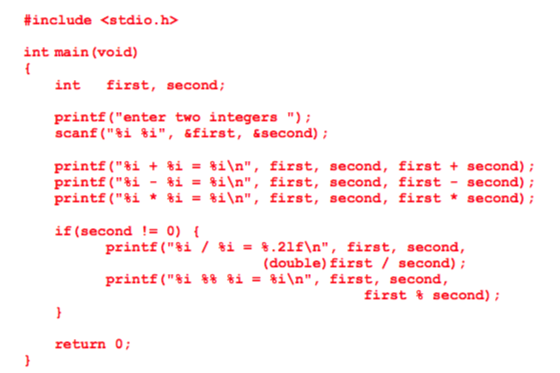 #include <stdio.h>
int main(void)
{
int first, second;
printf("enter two integers ");
scanf("%i %i", &first, &second);
printf("%i + %i = %i\n", first, second, first + second);
printf("%i - %i = %i\n", first, second, first - second);
printf("%i * %i = %i\n", first, second, first * second);
if(second != 0) {
printf("%i / %i = %.2lf\n", first, second,
(double)first / second);
printf("%i %% %i = %i\n", first, second,
first % second);
}
return 0;
}